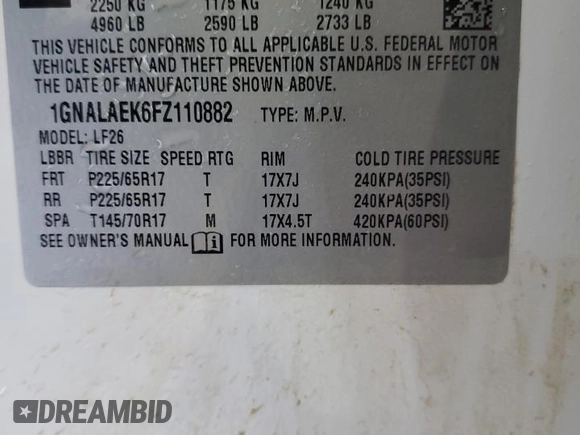 2250 KG 1175 KG 1240 KG
4960 LB 2590 LB 2733 LB
THIS VEHICLE CONFORMS TO ALL APPLICABLE U.S. FEDERAL MOTOR
VEHICLE SAFETY AND THEFT PREVENTION STANDARDS IN EFFECT ON
THE DATE OF MANUFACTURE SHOWN ABOVE.
1GNALAEK6FZ110882 TYPE: M.P.V.
MODEL: LF26
LBBR TIRE SIZE SPEED RTG RIM COLD TIRE PRESSURE
FRT P225/65R17 T 17X7J 240KPA(35PSI)
RR P225/65R17 T 17X7J 240KPA(35PSI)
SPA T145/70R17 M 17X4.5T 420KPA(60PSI)
SEE OWNER'S MANUAL FOR MORE INFORMATION.
DREAMBID